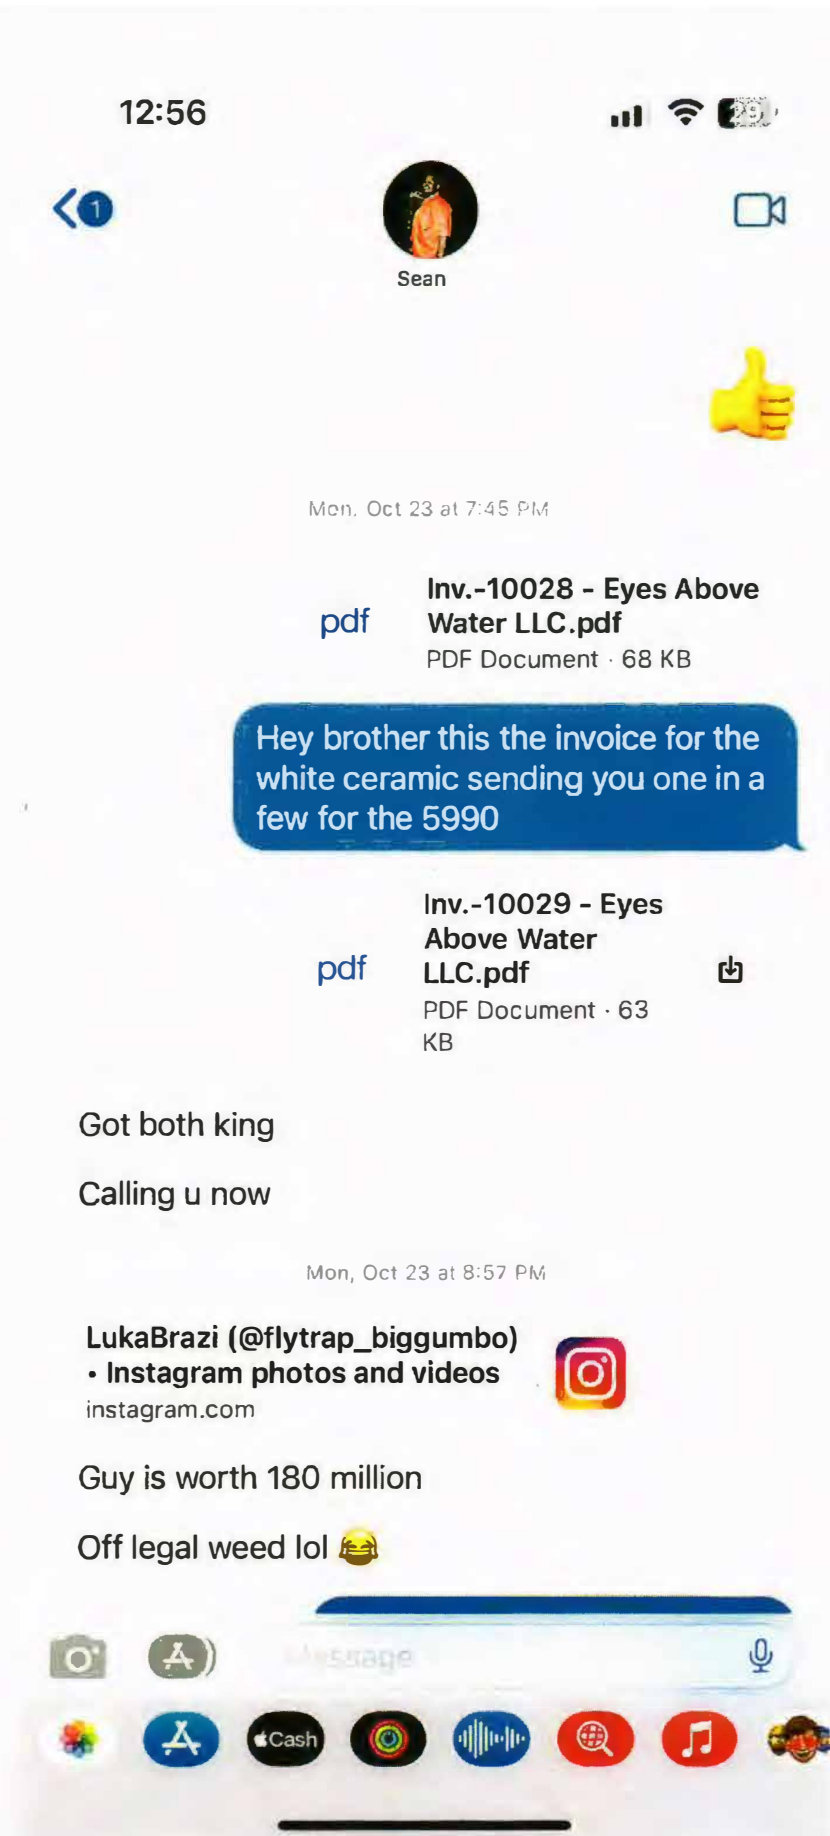 12:56
29
1
Sean
Mon, Oct 23 at 7:45 PM
Inv.-10028 - Eyes Above
Water LLC.pdf
pdf
PDF Document · 68 KB
Hey brother this the invoice for the
white ceramic sending you one in a
few for the 5990
Inv.-10029 - Eyes
Above Water
LLC.pdf
pdf
PDF Document · 63
KB
Got both king
Calling u now
Mon, Oct 23 at 8:57 PM
LukaBrazi (@flytrap_biggumbo)
• Instagram photos and videos
instagram.com
Guy is worth 180 million
Off legal weed lol 😂
Message
Cash